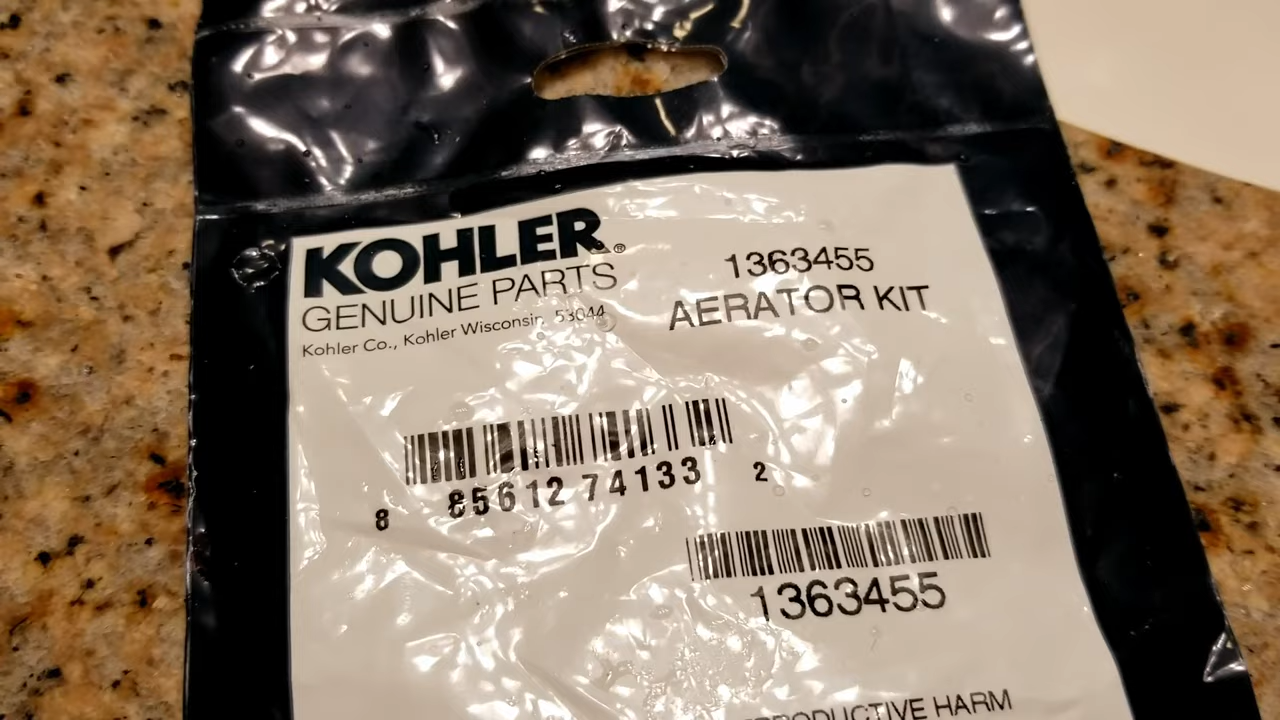 KOHLER®
GENUINE PARTS
Kohler Co., Kohler Wisconsin, 53044
1363455
AERATOR KIT
8 85612 74133 2
1363455
REPRODUCTIVE HARM